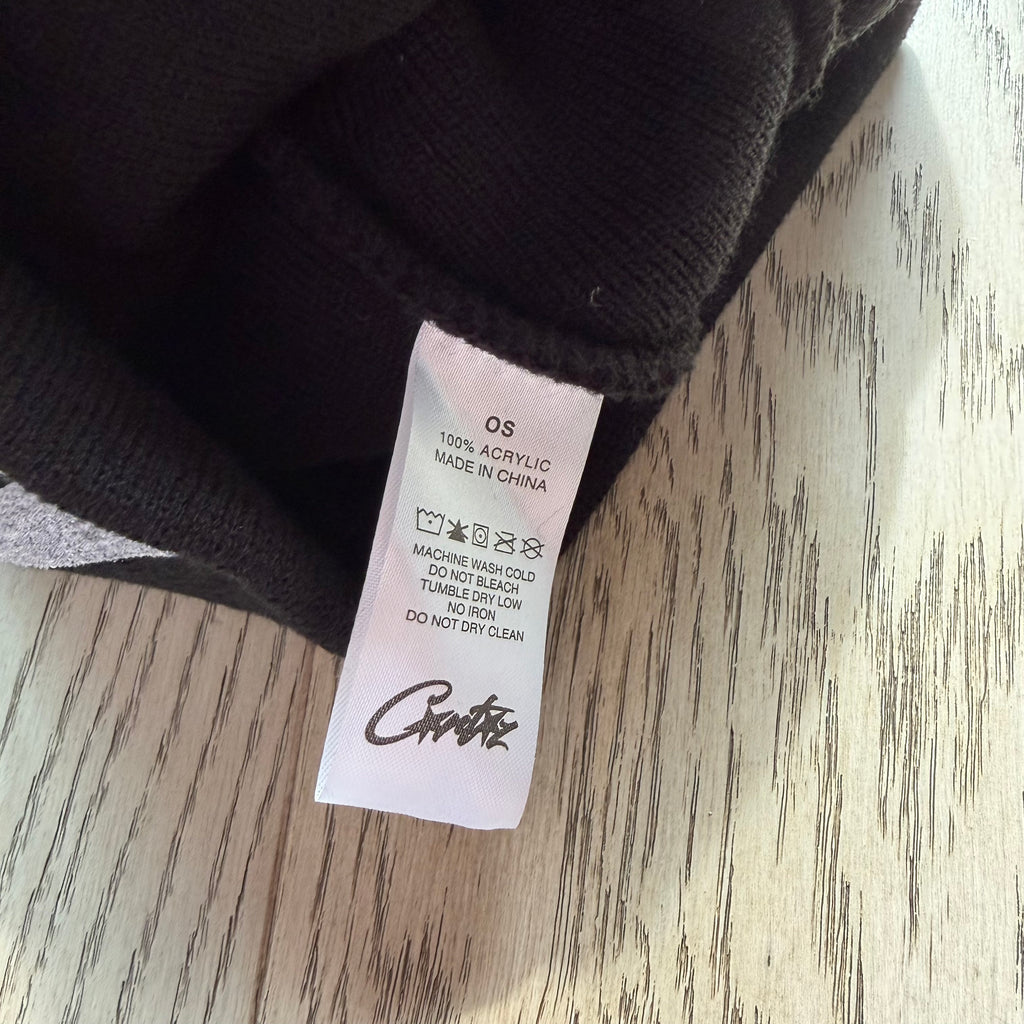 OS
100% ACRYLIC
MADE IN CHINA
MACHINE WASH COLD
DO NOT BLEACH
TUMBLE DRY LOW
NO IRON
DO NOT DRY CLEAN